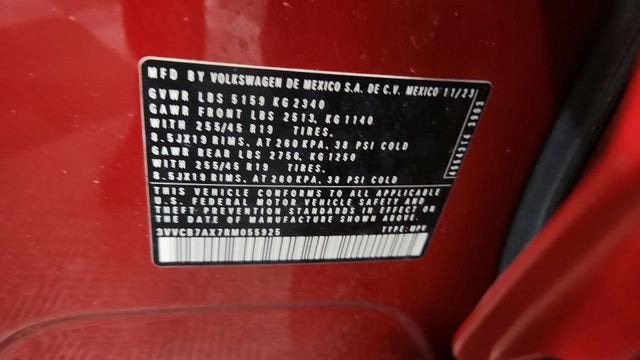 MFD BY VOLKSWAGEN DE MEXICO S.A. DE C.V. MEXICO 11/23
GVWR LBS 5159 KG 2340
GAWR FRONT LBS 2513, KG 1140
WITH 255/45 R19 TIRES.
8.5JX19 RIMS, AT 260KPA, 38 PSI COLD
GAWR REAR LBS 2756, KG 1250
WITH 255/45 R19 TIRES.
8.5JX19 RIMS, AT 260KPA, 38 PSI COLD
THIS VEHICLE CONFORMS TO ALL APPLICABLE
U.S. FEDERAL MOTOR VEHICLE SAFETY AND
THEFT PREVENTION STANDARDS IN EFFECT ON
THE DATE OF MANUFACTURE SHOWN ABOVE.
3VVCB7AX7RM055925 TYPE: MPV